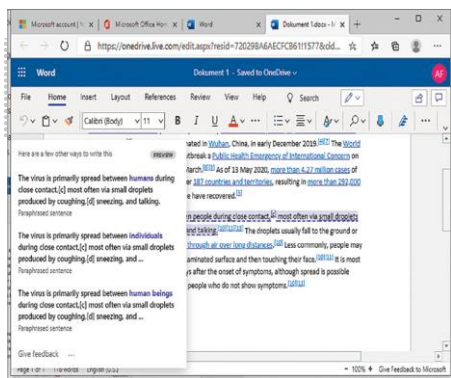 Microsoft account | Microsoft Office Hom Word Dokument 1.docx - M
https://onedrive.live.com/edit.aspx?resid=72029BA6AECFCB61!1577&cid...
Word Dokument 1 - Saved to OneDrive AF
File Home Insert Layout References Review View Help Search
Calibri (Body) 11 B I U A
Here are a few other ways to write this PREVIEW
The virus is primarily spread between humans during
close contact,[c] most often via small droplets
produced by coughing,[d] sneezing, and talking.
Paraphrased sentence
The virus is primarily spread between individuals
during close contact,[c] most often via small droplets
produced by coughing,[d] sneezing, and ...
Paraphrased sentence
The virus is primarily spread between human beings
during close contact,[c] most often via small droplets
produced by coughing,[d] sneezing, and ...
Paraphrased sentence
Give feedback ...
nated in Wuhan, China, in early December 2019. The World
tbreak a Public Health Emergency of International Concern on
March. As of 13 May 2020, more than 4.27 million cases of
er 187 countries and territories, resulting in more than 292,000
e have recovered.
n people during close contact, most often via small droplets
and talking. The droplets usually fall to the ground or
through air over long distances. Less commonly, people may
aminated surface and then touching their face. It is most
ys after the onset of symptoms, although spread is possible
people who do not show symptoms.
Page 1 of 1 118 words English (U.S.) 100% Give Feedback to Microsoft